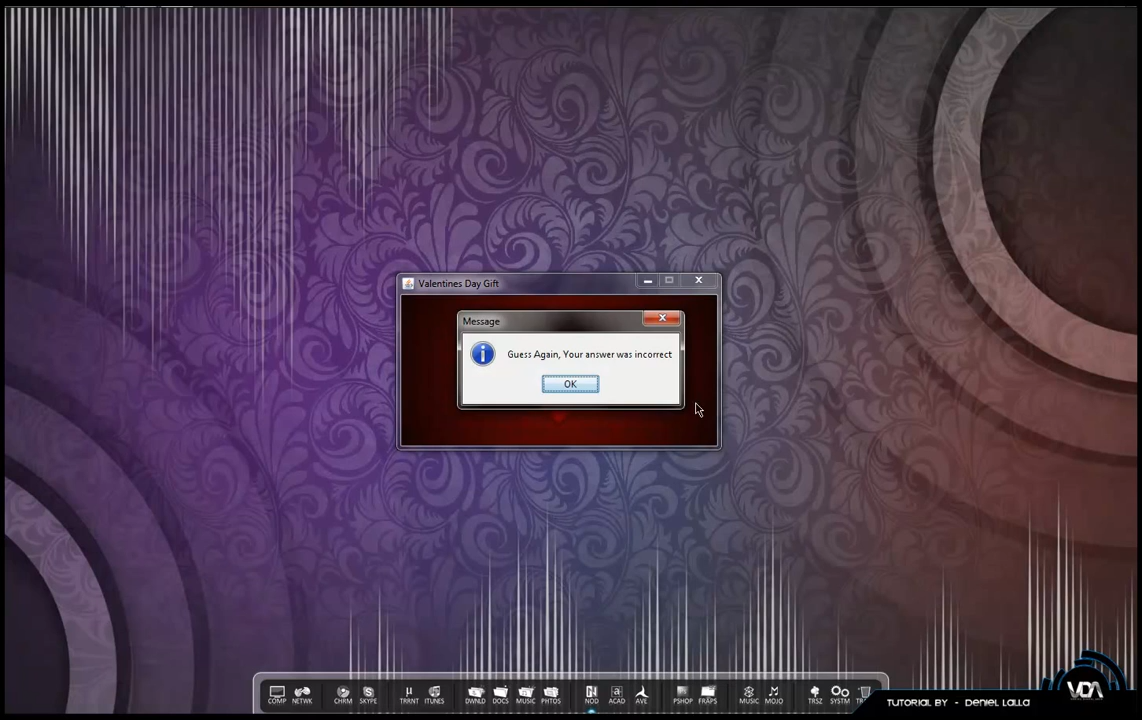 Valentines Day Gift
Message
Guess Again, Your answer was incorrect
OK
COMP NETWK CHRM SKYPE TRRNT ITUNES DWNLD DOCS MUSIC PHTOS NOD ACAD AVE PSHOP FRAPS MUSIC MOJO TRSZ SYSTM
TUTORIAL BY - DENIEL LALLA
VDA